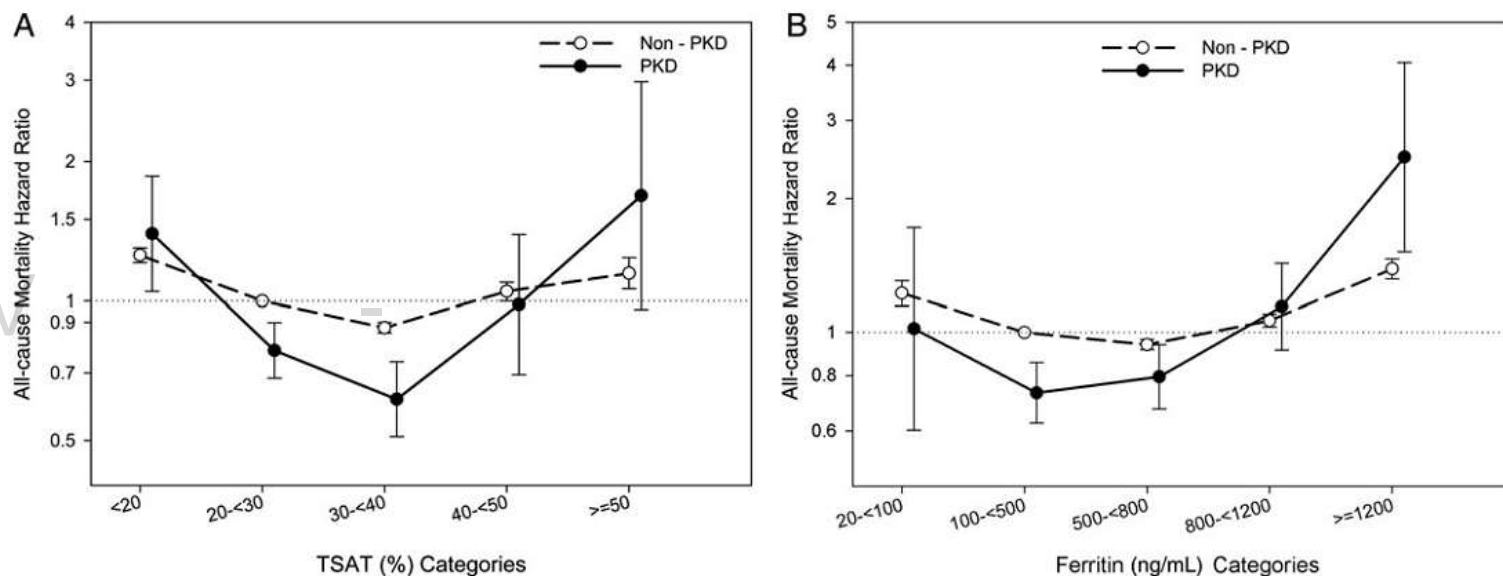 A
All-cause Mortality Hazard Ratio
4
3
2
1.5
1
0.9
0.7
0.5
Non - PKD
PKD
<20
20-<30
30-<40
40-<50
>=50
TSAT (%) Categories
B
All-cause Mortality Hazard Ratio
5
4
3
2
1
0.8
0.6
Non - PKD
PKD
20-<100
100-<500
500-<800
800-<1200
>=1200
Ferritin (ng/mL) Categories